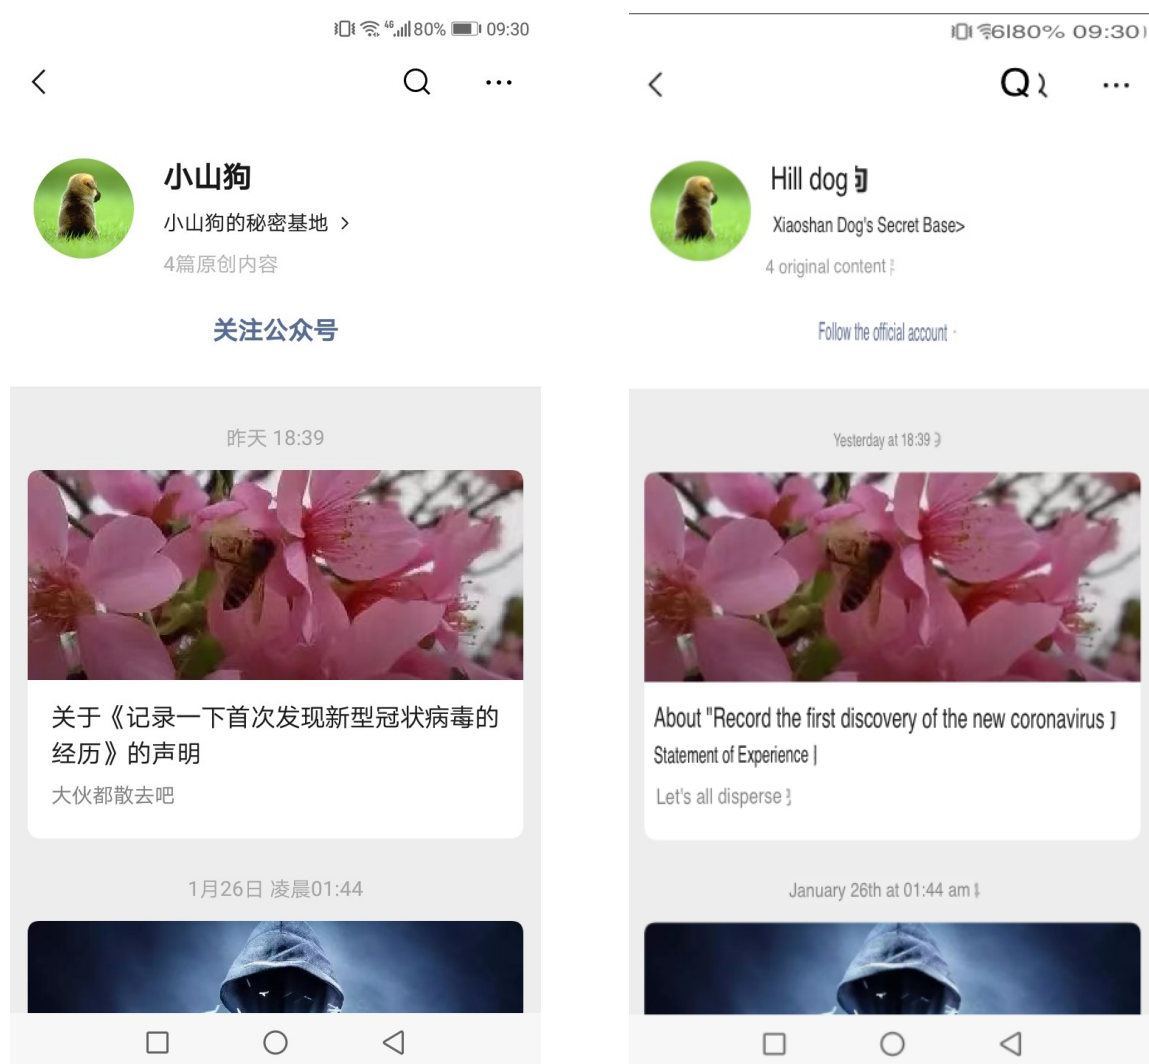 4G 80% 09:30
小山狗
小山狗的秘密基地 >
4篇原创内容
关注公众号
昨天 18:39
关于《记录一下首次发现新型冠状病毒的
经历》的声明
大伙都散去吧
1月26日 凌晨01:44
6l80% 09:30
Hill dog
Xiaoshan Dog's Secret Base>
4 original content
Follow the official account
Yesterday at 18:39
About "Record the first discovery of the new coronavirus
Statement of Experience
Let's all disperse
January 26th at 01:44 am